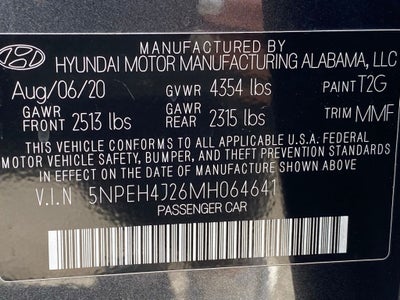 MANUFACTURED BY
HYUNDAI MOTOR MANUFACTURING ALABAMA, LLC
Aug/06/20 GVWR 4354 lbs PAINT T2G
GAWR FRONT 2513 lbs GAWR REAR 2315 lbs TRIM MMF
THIS VEHICLE CONFORMS TO ALL APPLICABLE U.S.A. FEDERAL
MOTOR VEHICLE SAFETY, BUMPER, AND THEFT PREVENTION STANDARDS
IN EFFECT ON THE DATE OF MANUFACTURE SHOWN ABOVE.
V.I.N 5NPEH4J26MH064641
PASSENGER CAR